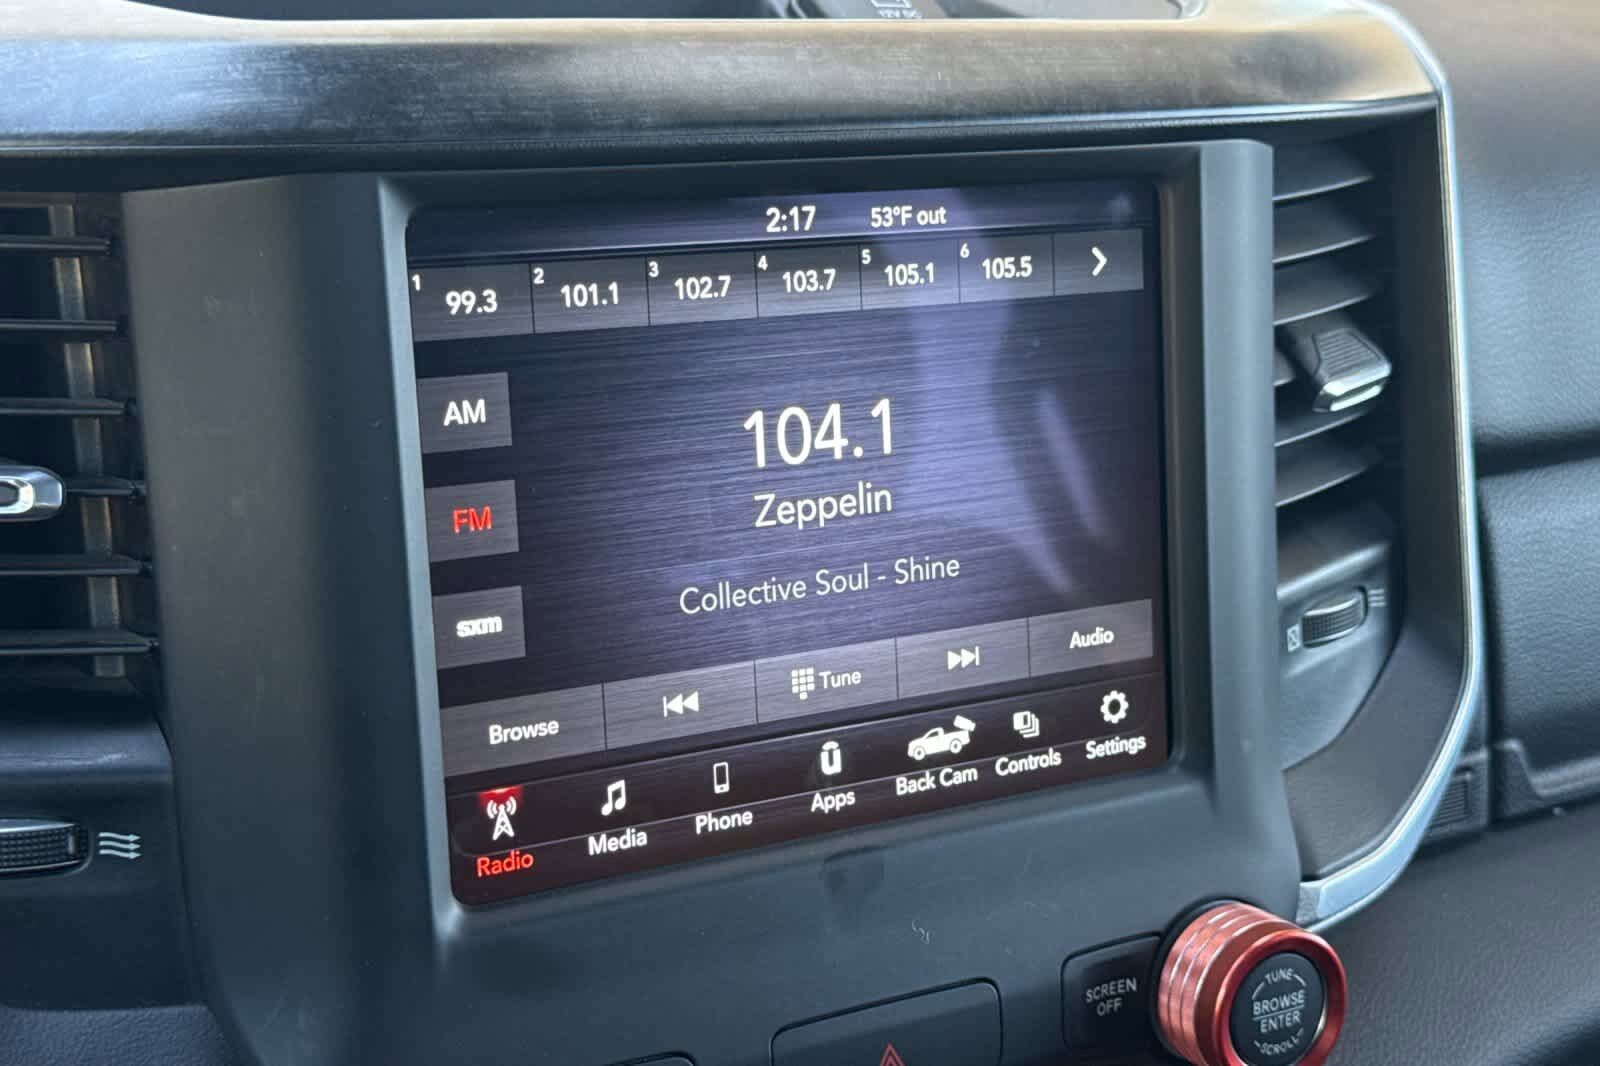 12V DC
2:17 53°F out
1 99.3 2 101.1 3 102.7 4 103.7 5 105.1 6 105.5
AM
104.1
FM
Zeppelin
Collective Soul - Shine
sxm
Browse Tune Audio
Radio Media Phone Apps Back Cam Controls Settings
SCREEN
OFF
TUNE
BROWSE
ENTER
SCROLL